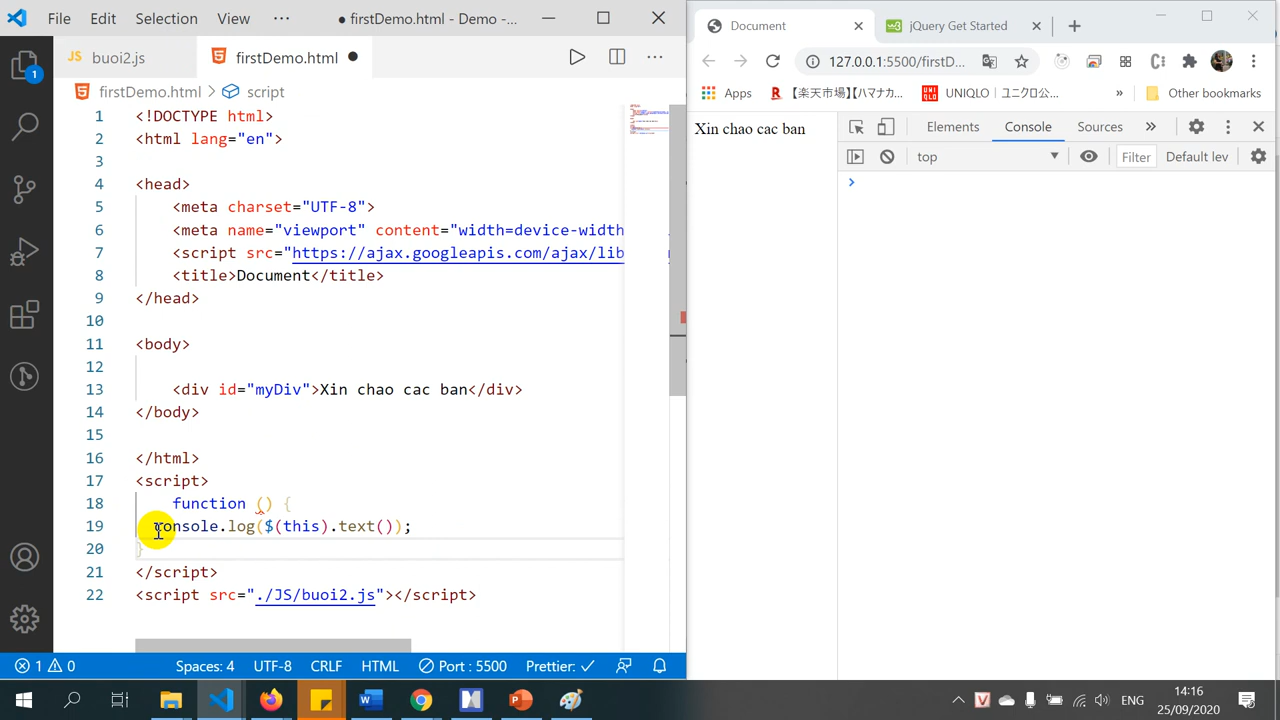 File Edit Selection View ··· ● firstDemo.html - Demo -...
JS buoi2.js
firstDemo.html ●
firstDemo.html > script
1 <!DOCTYPE html>
2 <html lang="en">
3
4 <head>
5 <meta charset="UTF-8">
6 <meta name="viewport" content="width=device-width
7 <script src="https://ajax.googleapis.com/ajax/lib
8 <title>Document</title>
9 </head>
10
11 <body>
12
13 <div id="myDiv">Xin chao cac ban</div>
14 </body>
15
16 </html>
17 <script>
18 function () {
19 console.log($(this).text());
20 }
21 </script>
22 <script src="./JS/buoi2.js"></script>
1
1 0 Spaces: 4 UTF-8 CRLF HTML Port : 5500 Prettier: ✓
Document
jQuery Get Started
127.0.0.1:5500/firstD...
Apps 【楽天市場】[ハマナカ... UNIQLO | ユニクロ公... » Other bookmarks
Xin chao cac ban
Elements Console Sources »
top Filter Default lev
>
ENG 14:16
25/09/2020